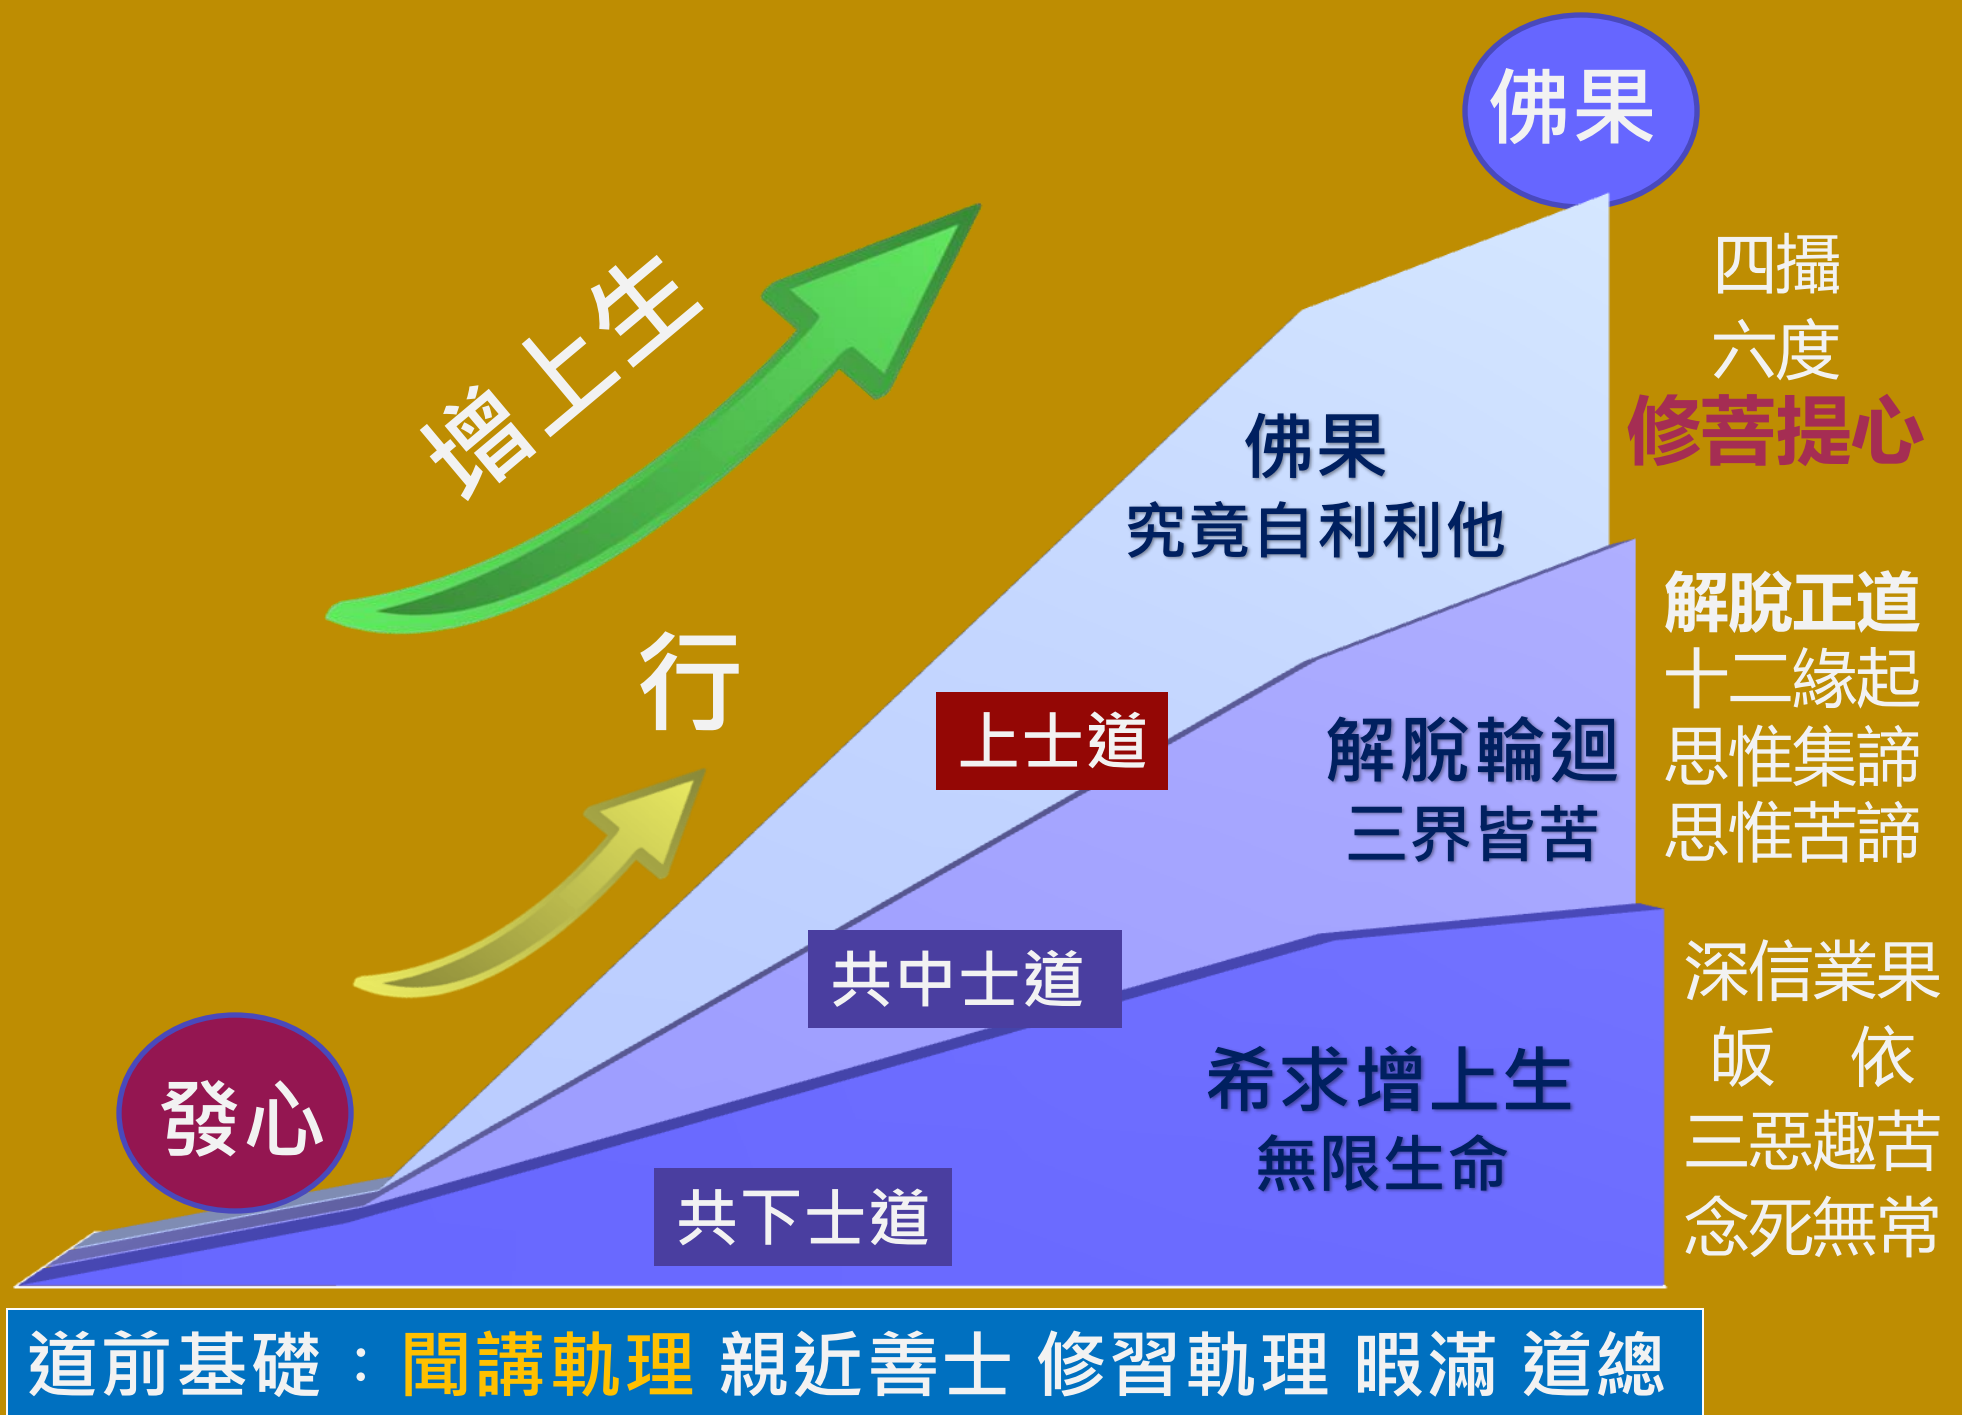 佛果
增上生
行
發心
佛果
究竟自利利他
上士道
解脫輪迴
三界皆苦
共中士道
希求增上生
無限生命
共下士道
四攝
六度
修菩提心
解脫正道
十二緣起
思惟集諦
思惟苦諦
深信業果
皈 依
三惡趣苦
念死無常
道前基礎：聞講軌理 親近善士 修習軌理 暇滿 道總